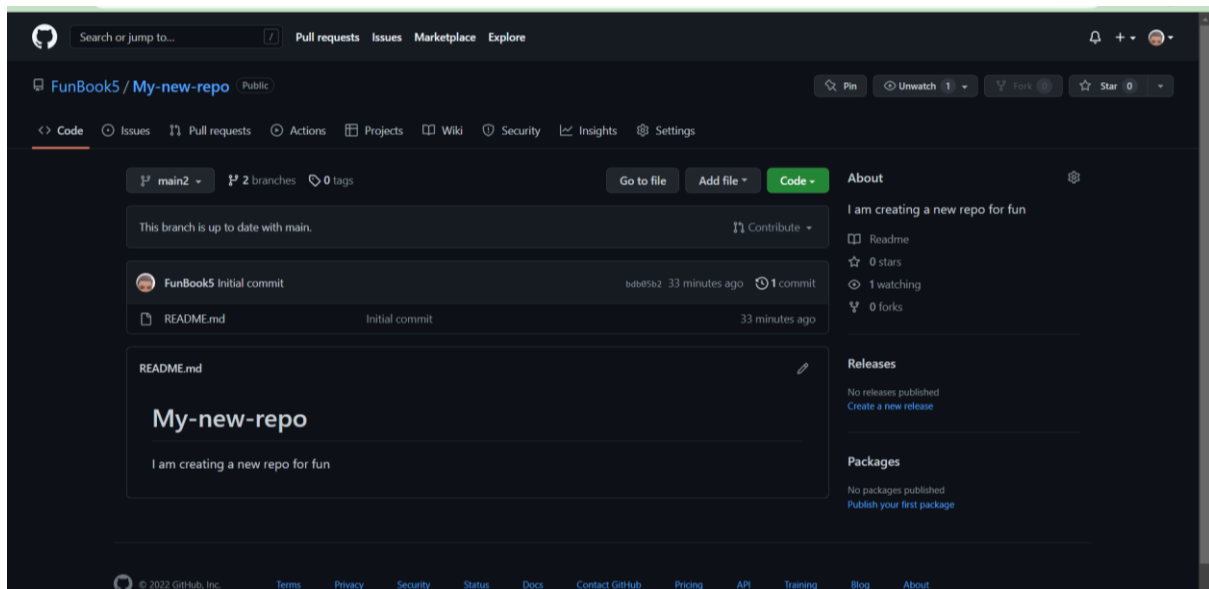 Search or jump to... / Pull requests Issues Marketplace Explore
FunBook5 / My-new-repo Public Pin Unwatch 1 Fork 0 Star 0
Code Issues Pull requests Actions Projects Wiki Security Insights Settings
main2 2 branches 0 tags Go to file Add file Code
This branch is up to date with main. Contribute
FunBook5 Initial commit bdb05b2 33 minutes ago 1 commit
README.md Initial commit 33 minutes ago
README.md
My-new-repo
I am creating a new repo for fun
About
I am creating a new repo for fun
Readme
0 stars
1 watching
0 forks
Releases
No releases published
Create a new release
Packages
No packages published
Publish your first package
© 2022 GitHub, Inc. Terms Privacy Security Status Docs Contact GitHub Pricing API Training Blog About